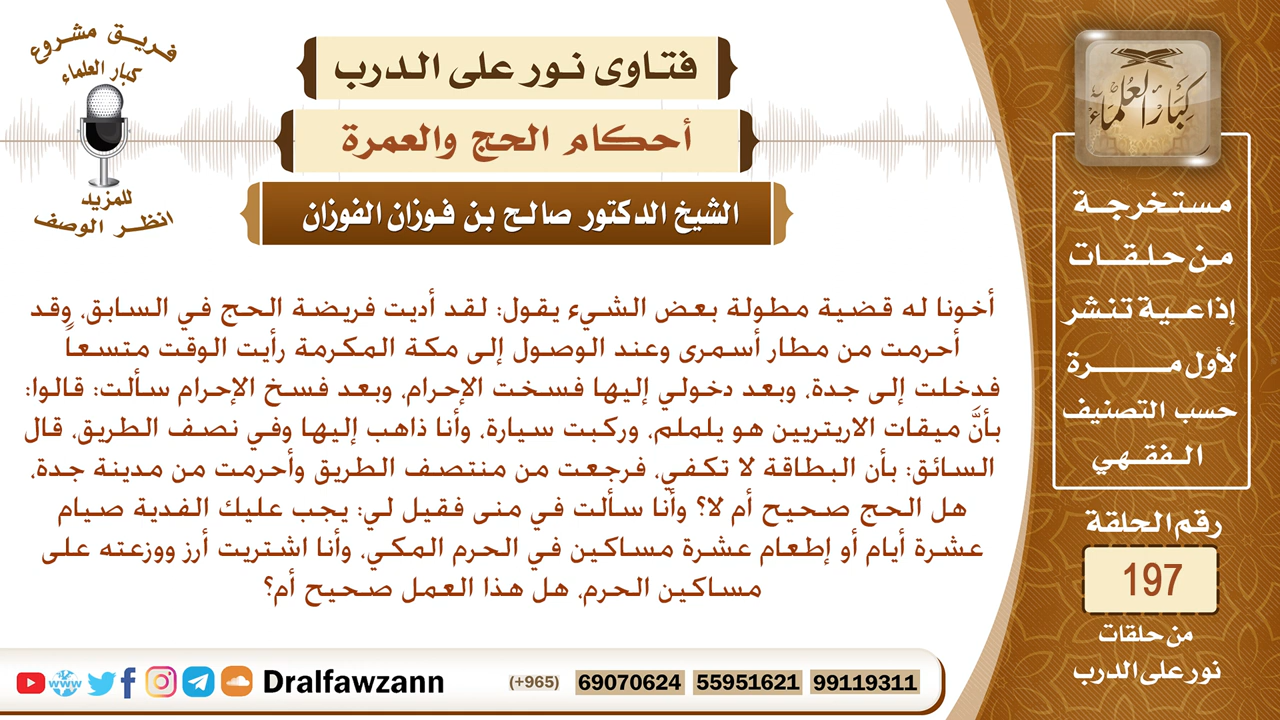 فريق مشروع
كبار العلماء
للمزيد
انظر الوصف
فتاوى نور على الدرب
أحكام الحج والعمرة
الشيخ الدكتور صالح بن فوزان الفوزان
أخونا له قضية مطولة بعض الشيء يقول: لقد أديت فريضة الحج في السابق، وقد
أحرمت من مطار أسمرى وعند الوصول إلى مكة المكرمة رأيت الوقت متسعاً
فدخلت إلى جدة، وبعد دخولي إليها فسخت الإحرام، وبعد فسخ الإحرام سألت: قالوا:
بأنَّ ميقات الاريتريين هو يلملم، وركبت سيارة، وأنا ذاهب إليها وفي نصف الطريق، قال
السائق: بأن البطاقة لا تكفي، فرجعت من منتصف الطريق وأحرمت من مدينة جدة،
هل الحج صحيح أم لا؟ وأنا سألت في منى فقيل لي: يجب عليك الفدية صيام
عشرة أيام أو إطعام عشرة مساكين في الحرم المكي، وأنا اشتريت أرز ووزعته على
مساكين الحرم، هل هذا العمل صحيح أم؟
كبار العلماء
مستخرجة
من حلقات
إذاعية تنشر
لأول مرة
حسب التصنيف
الفقهي
رقم الحلقة
197
من حلقات
نور على الدرب
Dralfawzann (+965) 69070624 55951621 99119311